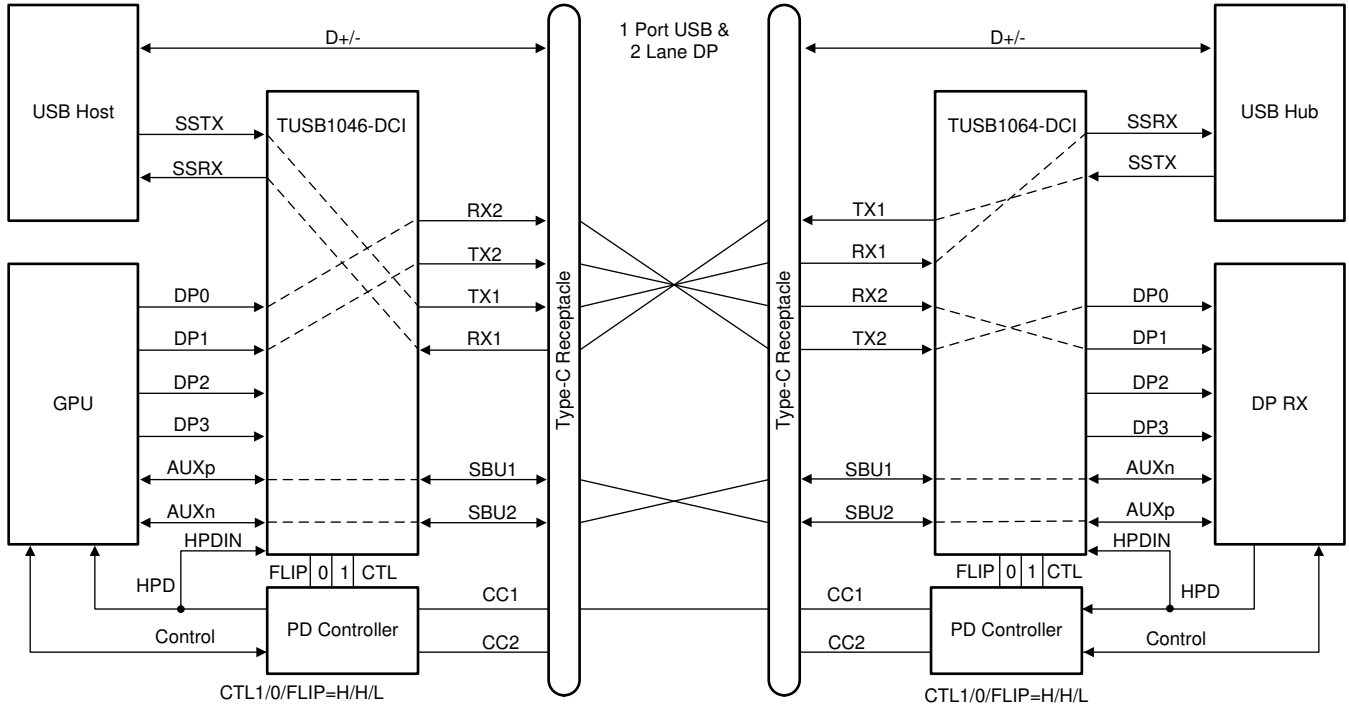 1 Port USB &
2 Lane DP
D+/-
D+/-
USB Host
SSTX
SSRX
TUSB1046-DCI
RX2
TX2
TX1
RX1
GPU
DP0
DP1
DP2
DP3
AUXp
AUXn
HPDIN
SBU1
SBU2
HPD
Control
FLIP 0 1 CTL
PD Controller
CC1
CC2
CTL1/0/FLIP=H/H/L
Type-C Receptacle
Type-C Receptacle
TUSB1064-DCI
USB Hub
SSRX
SSTX
TX1
RX1
RX2
TX2
DP0
DP1
DP2
DP3
DP RX
SBU1
SBU2
AUXn
AUXp
HPDIN
FLIP 0 1 CTL
HPD
CC1
CC2
PD Controller
Control
CTL1/0/FLIP=H/H/L